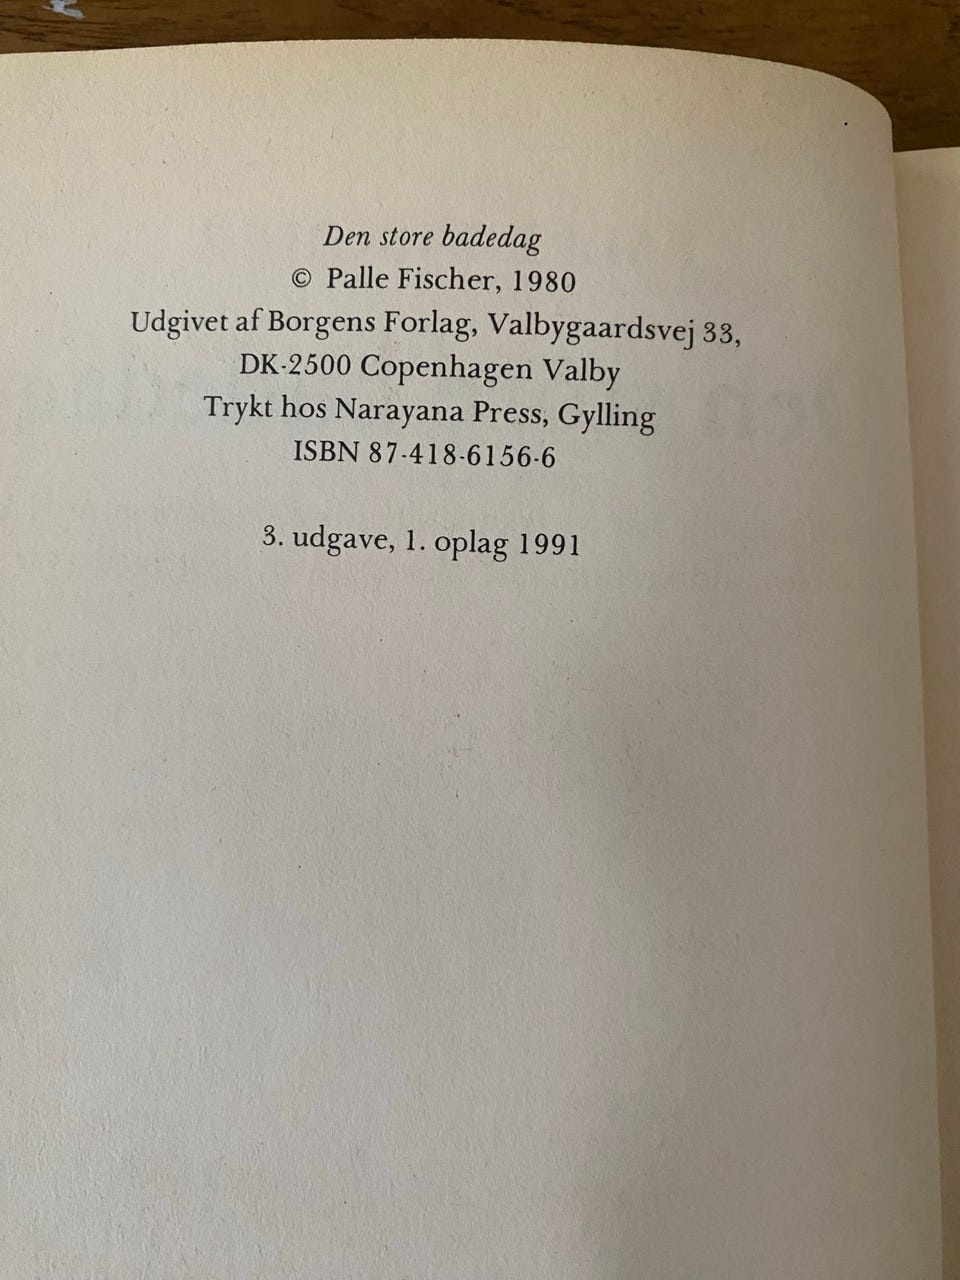 Den store badedag
© Palle Fischer, 1980
Udgivet af Borgens Forlag, Valbygaardsvej 33,
DK-2500 Copenhagen Valby
Trykt hos Narayana Press, Gylling
ISBN 87-418-6156-6
3. udgave, 1. oplag 1991